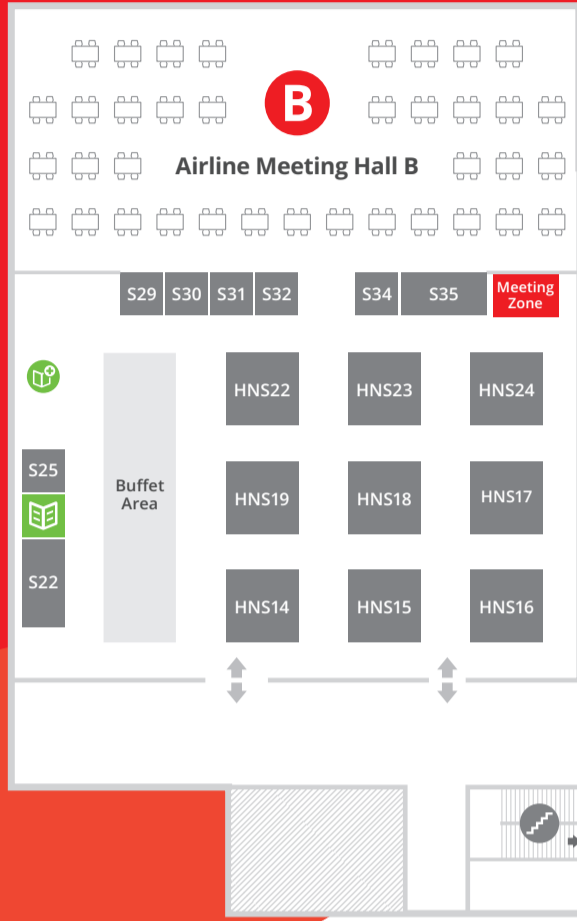 B
Airline Meeting Hall B
S29
S30
S31
S32
S34
S35
Meeting
Zone
HNS22
HNS23
HNS24
S25
Buffet
Area
HNS19
HNS18
HNS17
S22
HNS14
HNS15
HNS16